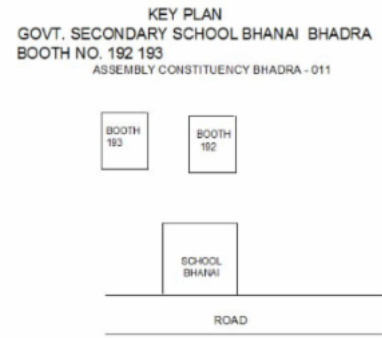 KEY PLAN
GOVT. SECONDARY SCHOOL BHANAI BHADRA
BOOTH NO. 192 193
ASSEMBLY CONSTITUENCY BHADRA - 011
BOOTH
193
BOOTH
192
SCHOOL
BHANAI
ROAD